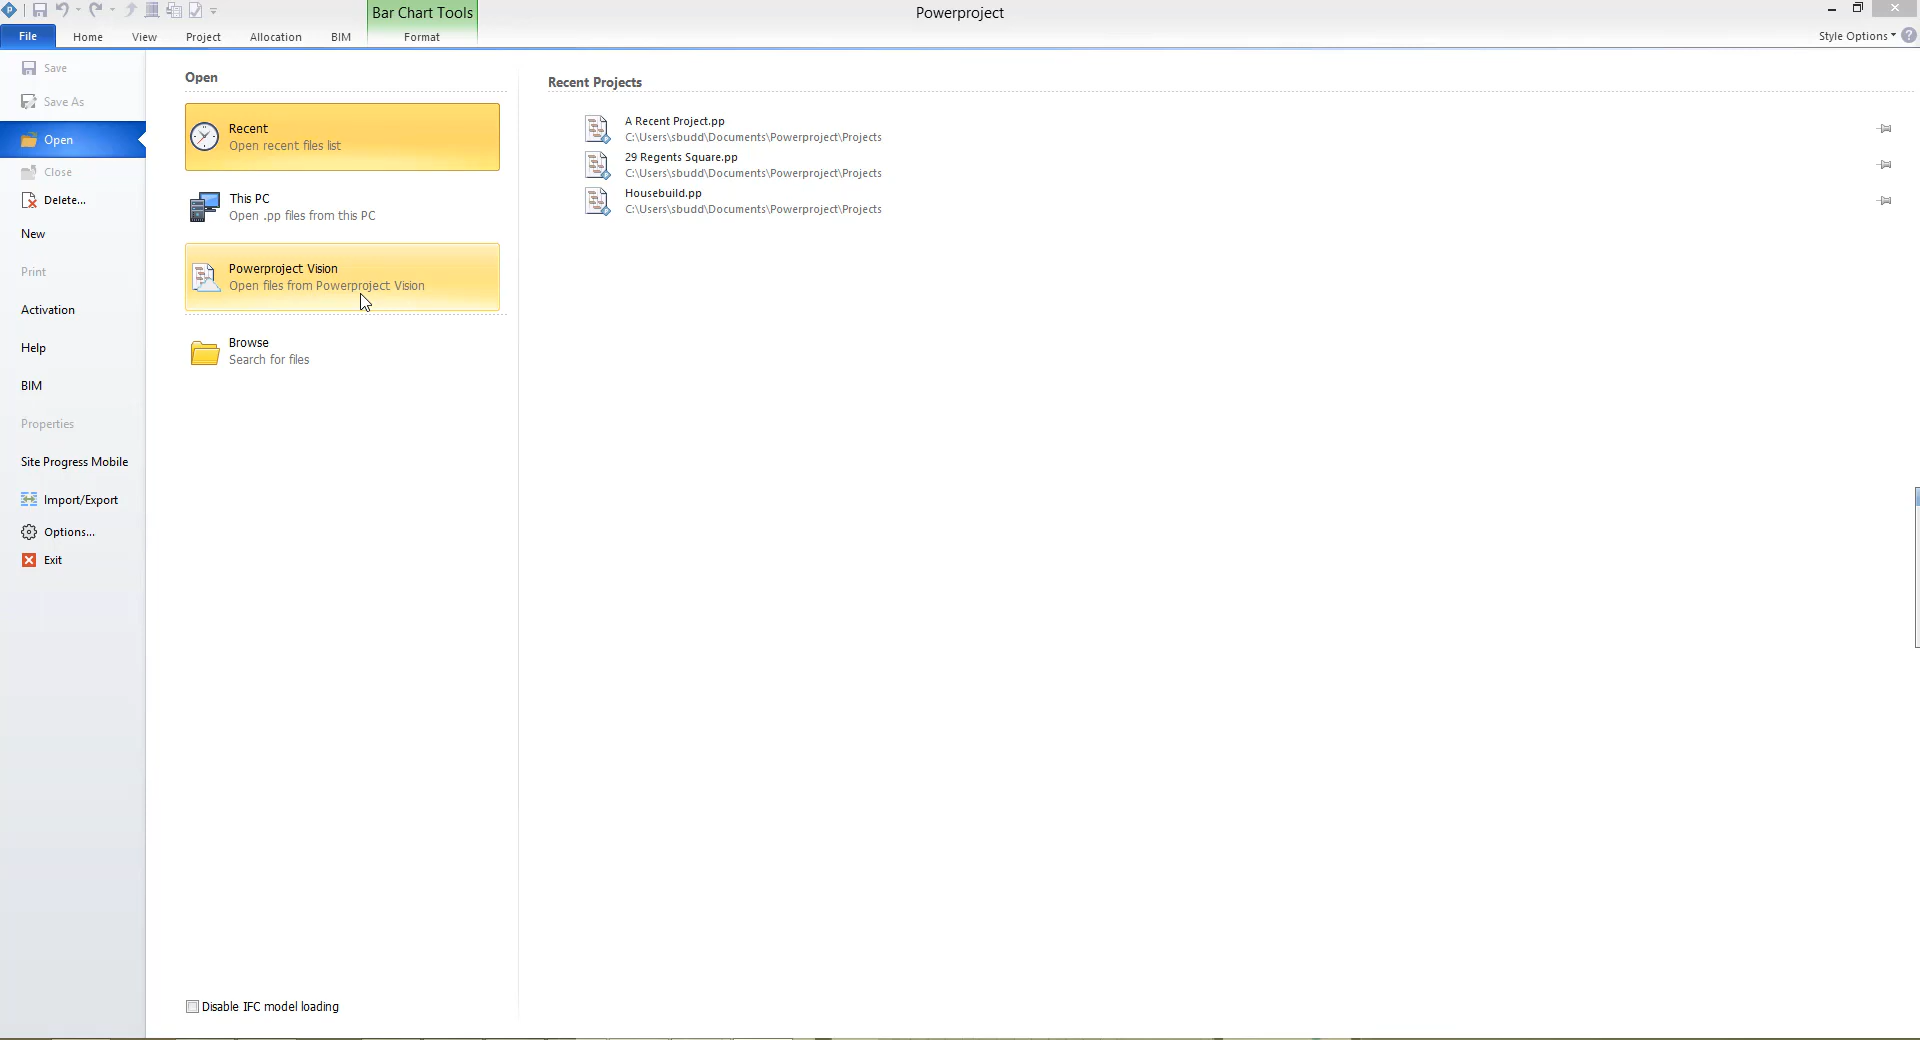 Bar Chart Tools
Powerproject
File
Home
View
Project
Allocation
BIM
Format
Style Options
Save
Save As
Open
Close
Delete...
New
Print
Activation
Help
BIM
Properties
Site Progress Mobile
Import/Export
Options...
Exit
Open
Recent
Open recent files list
This PC
Open .pp files from this PC
Powerproject Vision
Open files from Powerproject Vision
Browse
Search for files
Disable IFC model loading
Recent Projects
A Recent Project.pp
C:\Users\sbudd\Documents\Powerproject\Projects
29 Regents Square.pp
C:\Users\sbudd\Documents\Powerproject\Projects
Housebuild.pp
C:\Users\sbudd\Documents\Powerproject\Projects